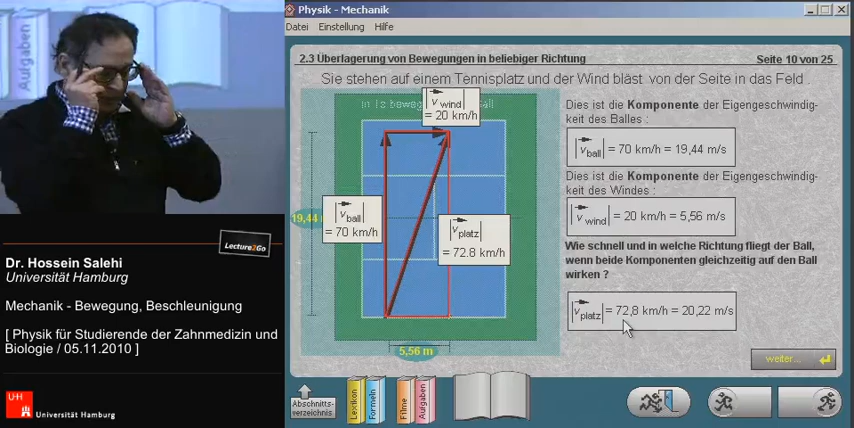 Aufgaben
Lecture2Go
Dr. Hossein Salehi
Universität Hamburg
Mechanik - Bewegung, Beschleunigung
[ Physik für Studierende der Zahnmedizin und
Biologie / 05.11.2010 ]
UH
Universität Hamburg
Physik - Mechanik
Datei Einstellung Hilfe
2.3 Überlagerung von Bewegungen in beliebiger Richtung
Seite 10 von 25
Sie stehen auf einem Tennisplatz und der Wind bläst von der Seite in das Feld .
|v wind|
= 20 km/h
19,44
|v ball|
= 70 km/h
|v platz|
= 72.8 km/h
5,56 m
Dies ist die Komponente der Eigengeschwindig-
keit des Balles :
|v ball| = 70 km/h = 19,44 m/s
Dies ist die Komponente der Eigengeschwindig-
keit des Windes :
|v wind| = 20 km/h = 5,56 m/s
Wie schnell und in welche Richtung fliegt der Ball,
wenn beide Komponenten gleichzeitig auf den Ball
wirken ?
|v platz| = 72,8 km/h = 20,22 m/s
weiter...
Abschnitts-
verzeichnis
Lexikon
Formeln
Filme
Aufgaben